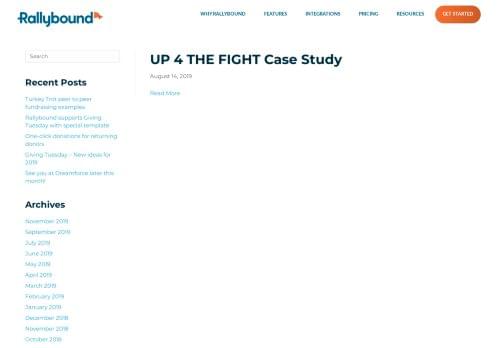 Rallybound
WHY RALLYBOUND
FEATURES
INTEGRATIONS
PRICING
RESOURCES
GET STARTED
Search
Recent Posts
Turkey Trot peer to peer
fundraising examples
Rallybound supports Giving
Tuesday with special template
One-click donations for returning
donors
Giving Tuesday – New ideas for
2019
See you at Dreamforce later this
month!
Archives
November 2019
September 2019
July 2019
June 2019
May 2019
April 2019
March 2019
February 2019
January 2019
December 2018
November 2018
October 2018
UP 4 THE FIGHT Case Study
August 14, 2019
Read More